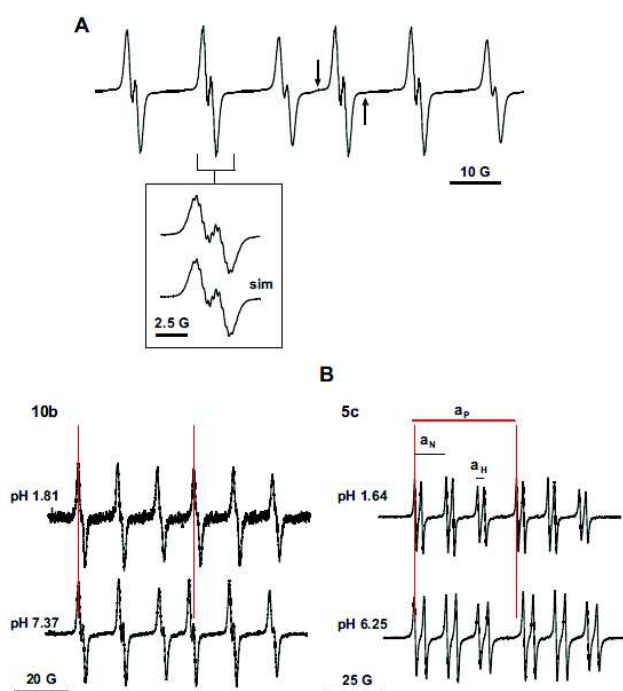 A
10 G
sim
2.5 G
B
10b
5c
aP
aN
aH
pH 1.81
pH 1.64
pH 7.37
pH 6.25
20 G
25 G